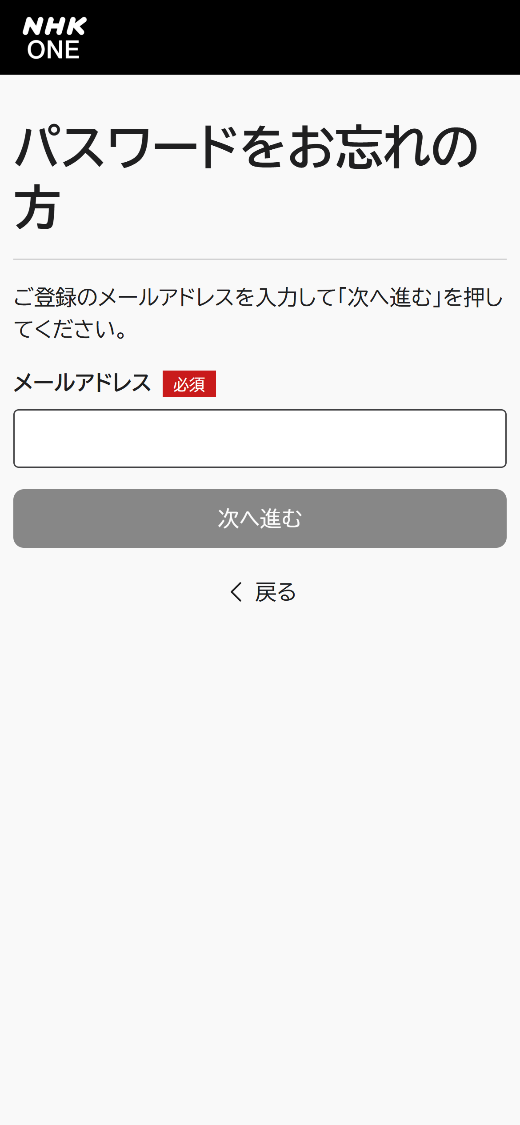 NHK
ONE
パスワードをお忘れの
方
ご登録のメールアドレスを入力して「次へ進む」を押し
てください。
メールアドレス 必須
次へ進む
戻る